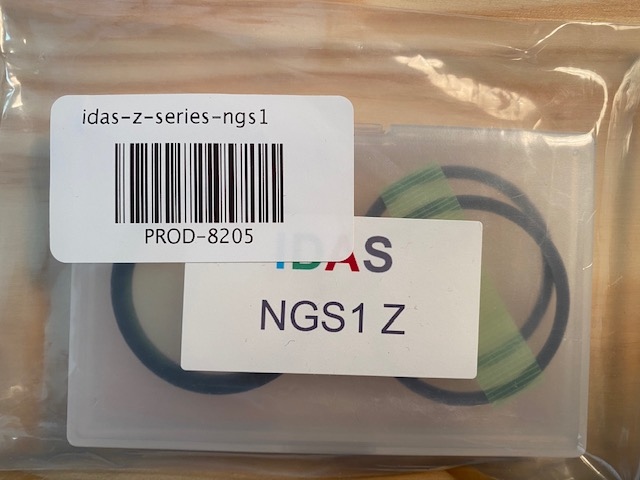 idas-z-series-ngs1
PROD-8205
IDAS
NGS1 Z